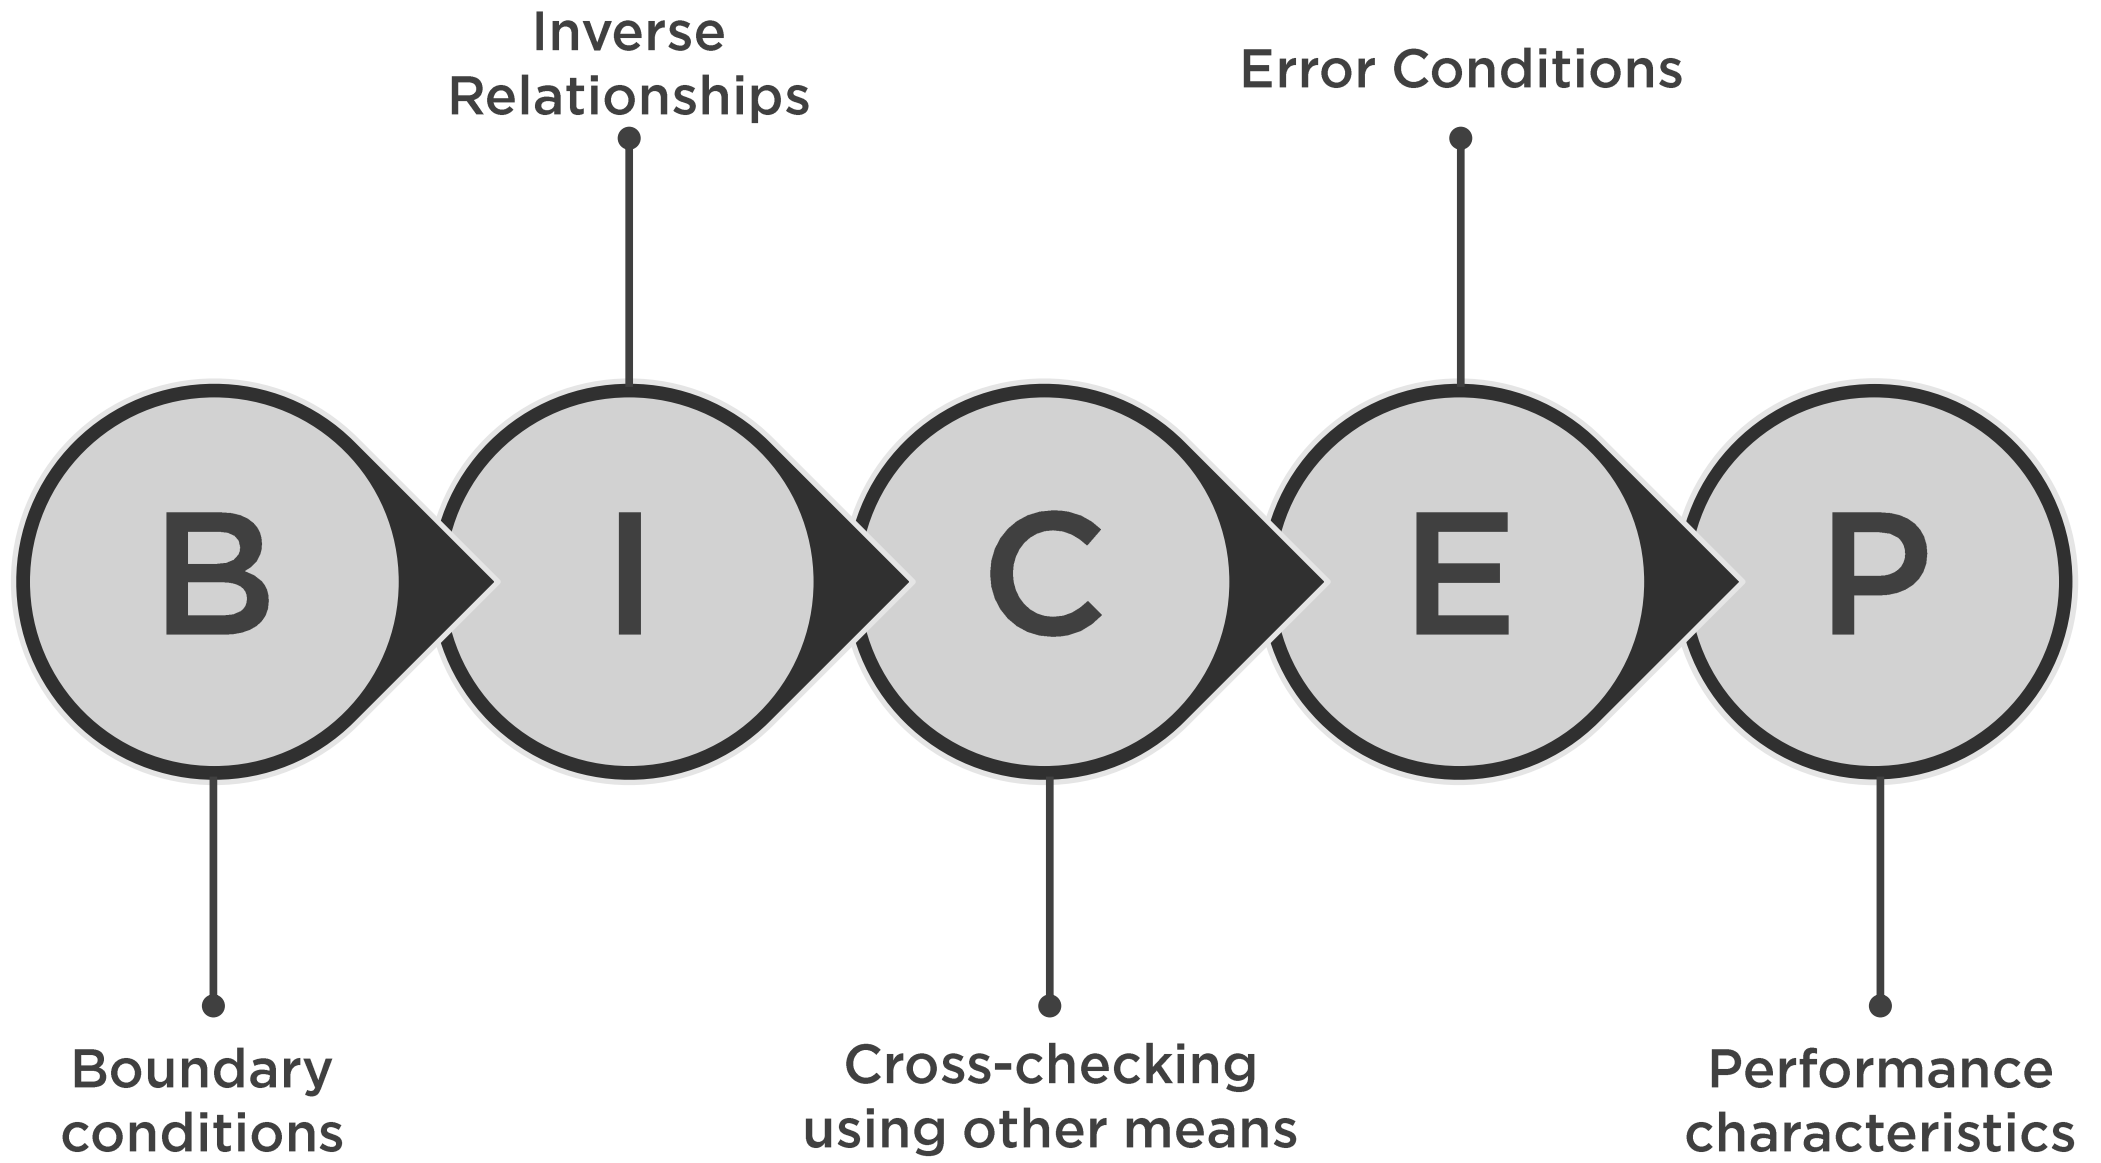 Inverse
Relationships
Error Conditions
B I C E P
Boundary
conditions
Cross-checking
using other means
Performance
characteristics